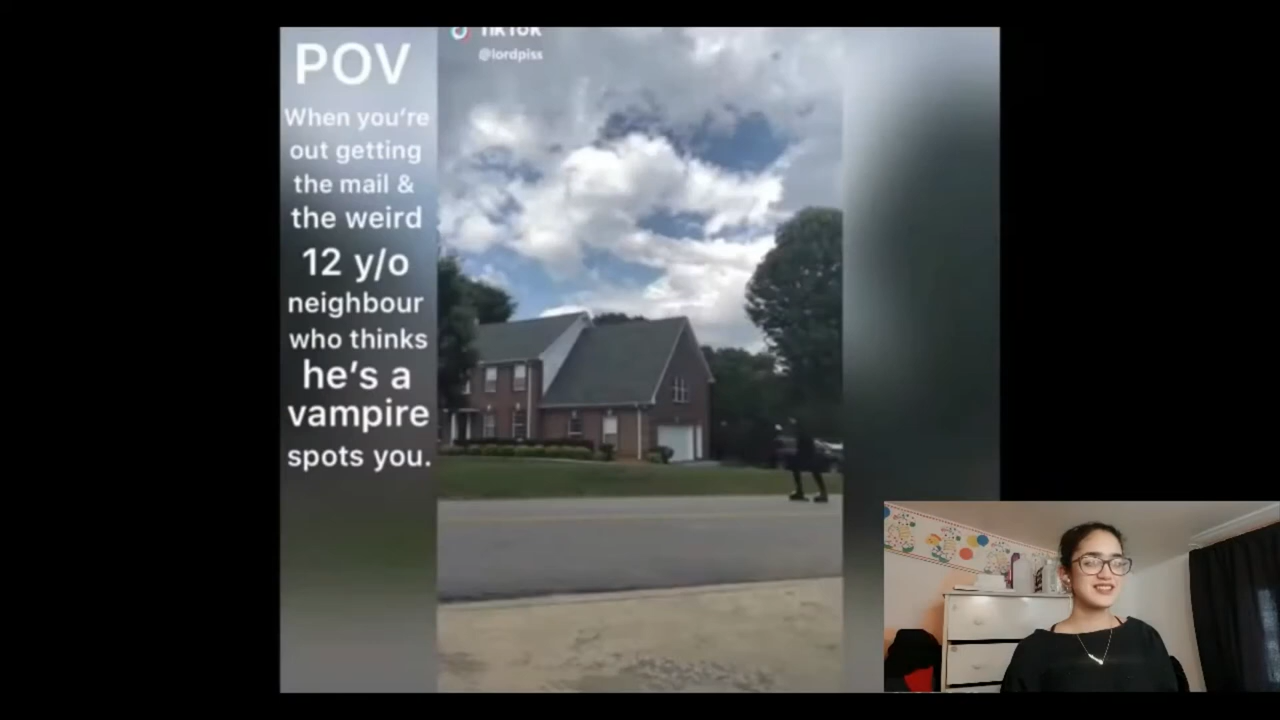 POV
When you're
out getting
the mail &
the weird
12 y/o
neighbour
who thinks
he's a
vampire
spots you.
TikTok
@lordpiss